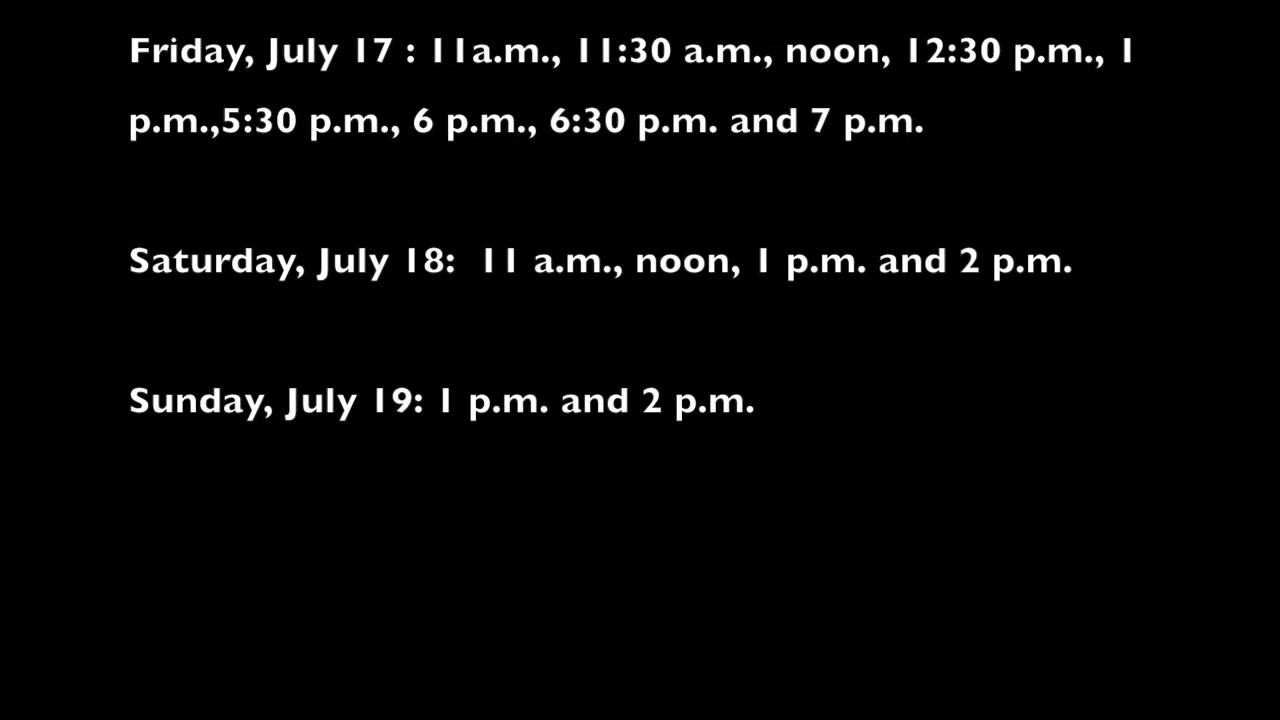 Friday, July 17 : 11a.m., 11:30 a.m., noon, 12:30 p.m., 1
p.m.,5:30 p.m., 6 p.m., 6:30 p.m. and 7 p.m.
Saturday, July 18:  11 a.m., noon, 1 p.m. and 2 p.m.
Sunday, July 19: 1 p.m. and 2 p.m.